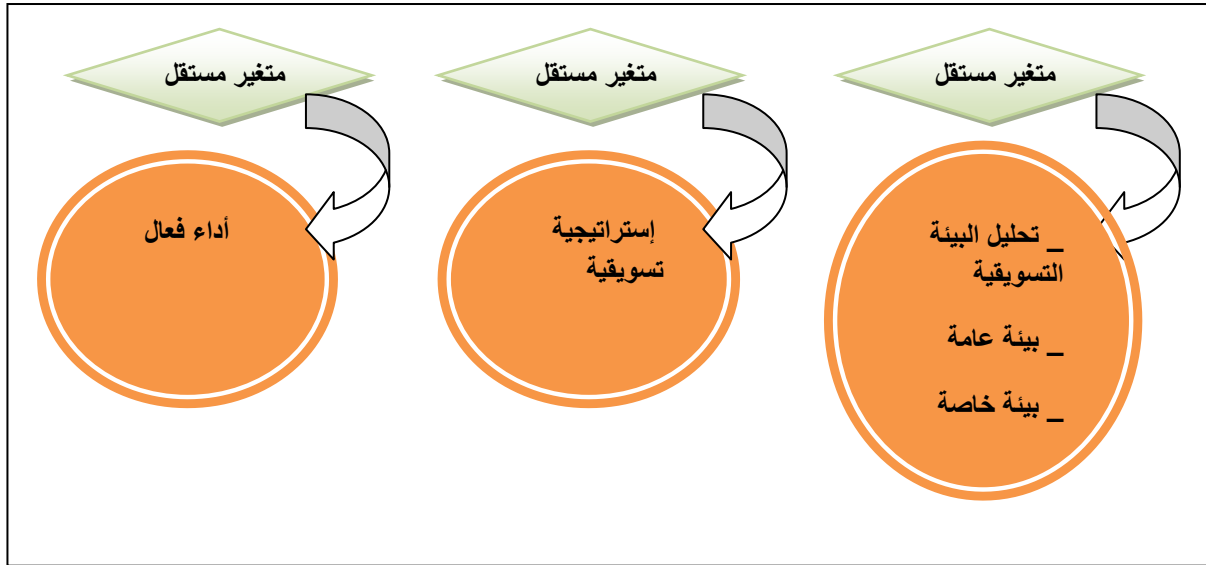 متغير مستقل
_ تحليل البيئة
التسويقية
_ بيئة عامة
_ بيئة خاصة
متغير مستقل
إستراتيجية
تسويقية
متغير مستقل
أداء فعال